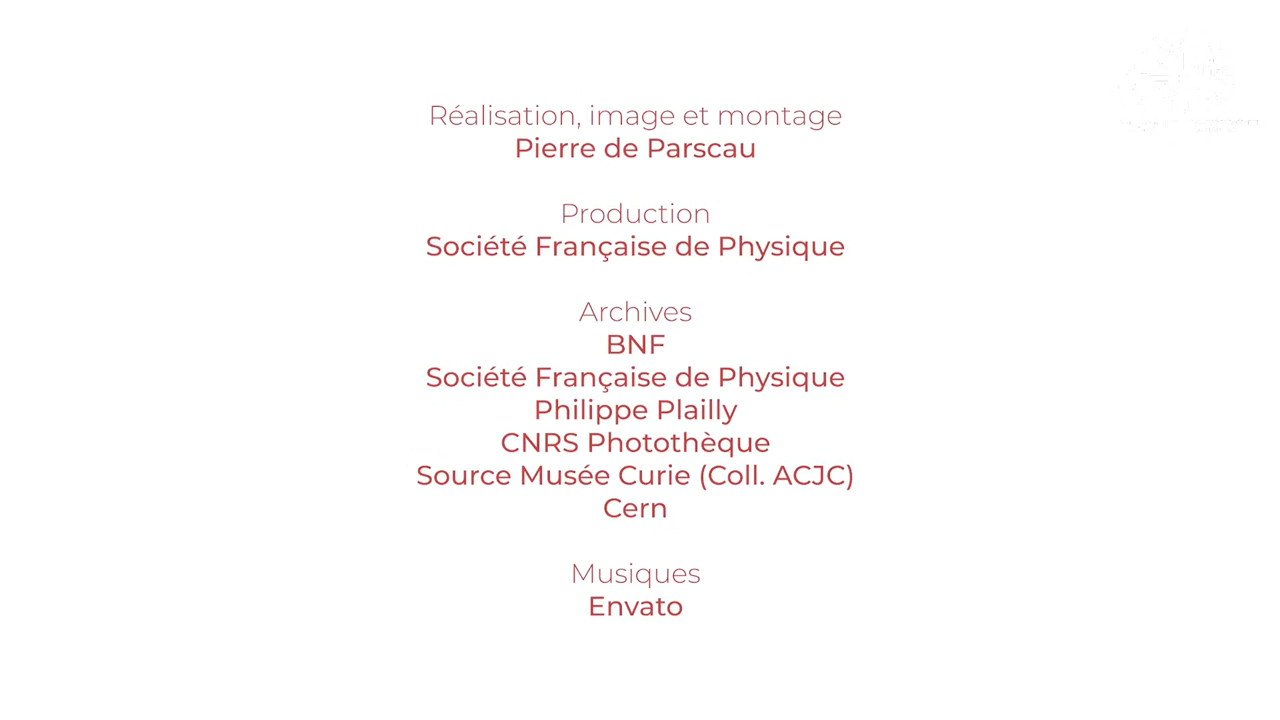 Réalisation, image et montage
Pierre de Parscau
Production
Société Française de Physique
Archives
BNF
Société Française de Physique
Philippe Plailly
CNRS Photothèque
Source Musée Curie (Coll. ACJC)
Cern
Musiques
Envato